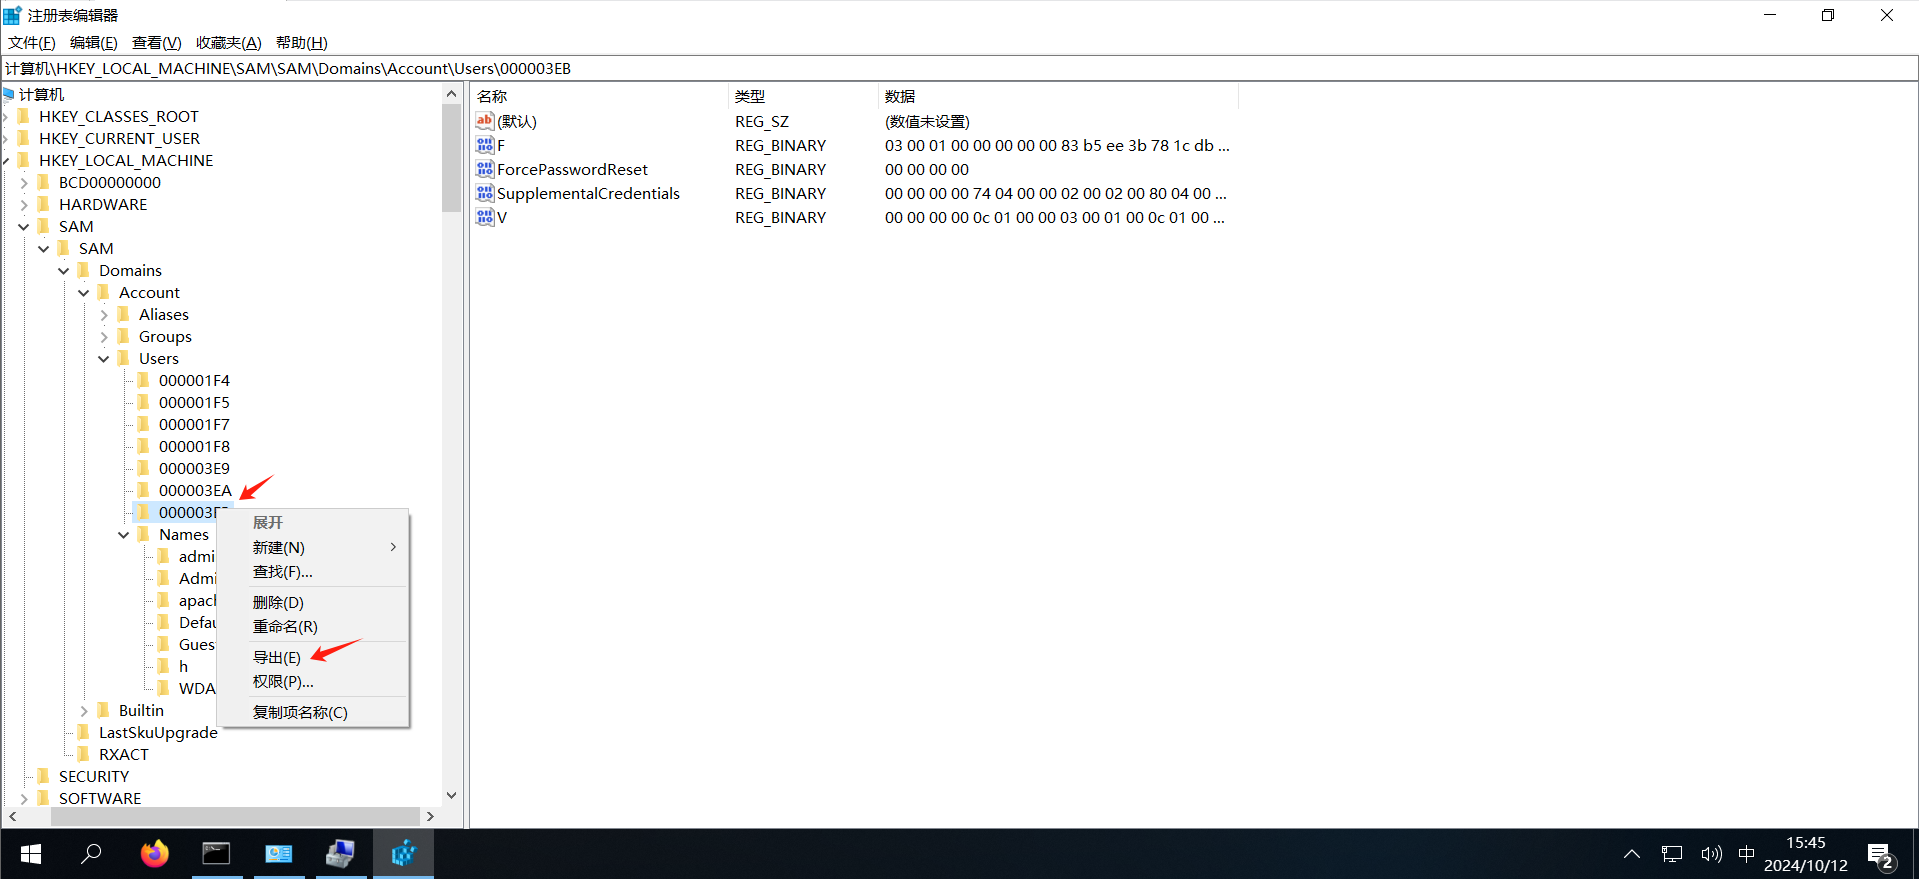 注册表编辑器
文件(F) 编辑(E) 查看(V) 收藏夹(A) 帮助(H)
计算机\HKEY_LOCAL_MACHINE\SAM\SAM\Domains\Account\Users\000003EB
计算机
HKEY_CLASSES_ROOT
HKEY_CURRENT_USER
HKEY_LOCAL_MACHINE
BCD00000000
HARDWARE
SAM
SAM
Domains
Account
Aliases
Groups
Users
000001F4
000001F5
000001F7
000001F8
000003E9
000003EA
000003E
Names
admi
Admi
apac
Defau
Gues
h
WDA
Builtin
LastSkuUpgrade
RXACT
SECURITY
SOFTWARE
展开
新建(N)
查找(F)...
删除(D)
重命名(R)
导出(E)
权限(P)...
复制项名称(C)
名称 类型 数据
ab (默认) REG_SZ (数值未设置)
F REG_BINARY 03 00 01 00 00 00 00 00 83 b5 ee 3b 78 1c db ...
ForcePasswordReset REG_BINARY 00 00 00 00
SupplementalCredentials REG_BINARY 00 00 00 00 74 04 00 00 02 00 02 00 80 04 00 ...
V REG_BINARY 00 00 00 00 0c 01 00 00 03 00 01 00 0c 01 00 ...
中
15:45
2024/10/12
2